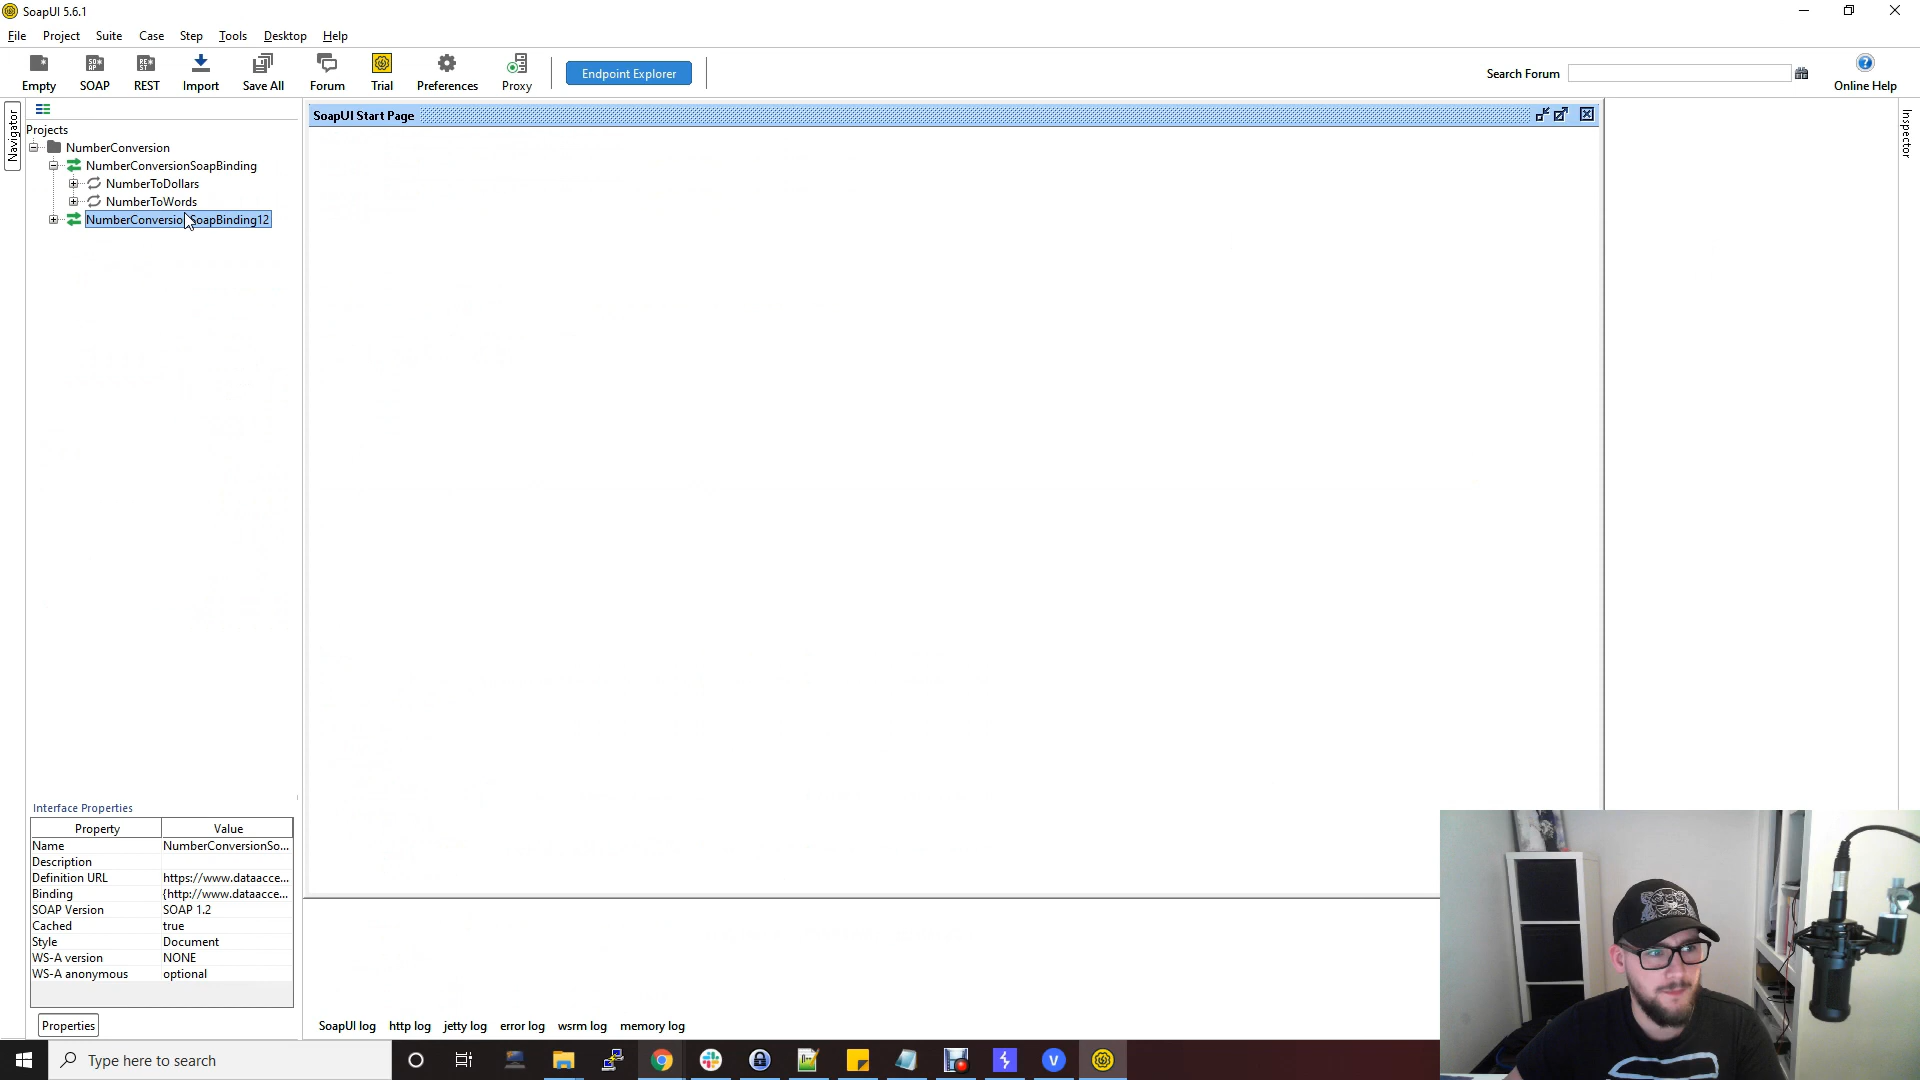 SoapUI 5.6.1
File Project Suite Case Step Tools Desktop Help
Empty SOAP REST Import Save All Forum Trial Preferences Proxy
Endpoint Explorer
Search Forum
Online Help
Navigator
Inspector
SoapUI Start Page
Projects
NumberConversion
NumberConversionSoapBinding
NumberToDollars
NumberToWords
NumberConversionSoapBinding12
Interface Properties
Property Value
Name NumberConversionSo...
Description
Definition URL https://www.dataacce...
Binding {http://www.dataacce...
SOAP Version SOAP 1.2
Cached true
Style Document
WS-A version NONE
WS-A anonymous optional
Properties
SoapUI log http log jetty log error log wsrm log memory log
Type here to search